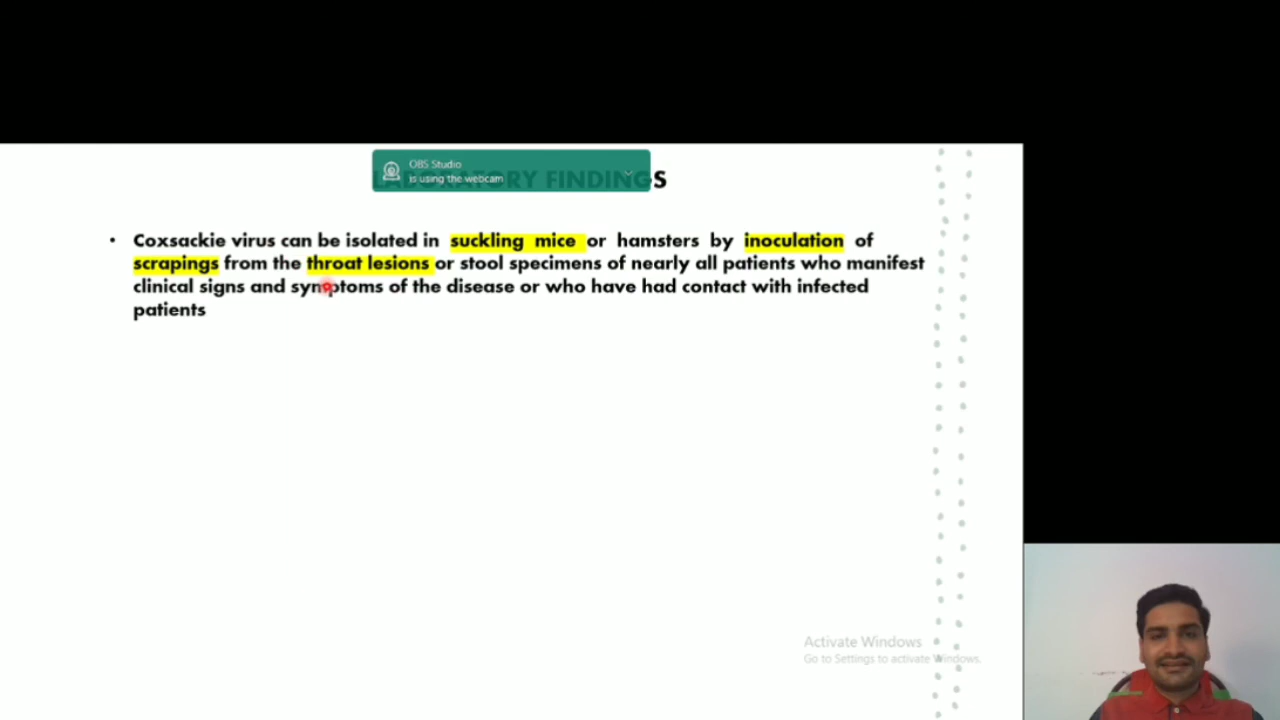 OBS Studio
is using the webcam
LABORATORY FINDINGS
• Coxsackie virus can be isolated in suckling mice or hamsters by inoculation of
scrapings from the throat lesions or stool specimens of nearly all patients who manifest
clinical signs and symptoms of the disease or who have had contact with infected
patients
Activate Windows
Go to Settings to activate Windows.